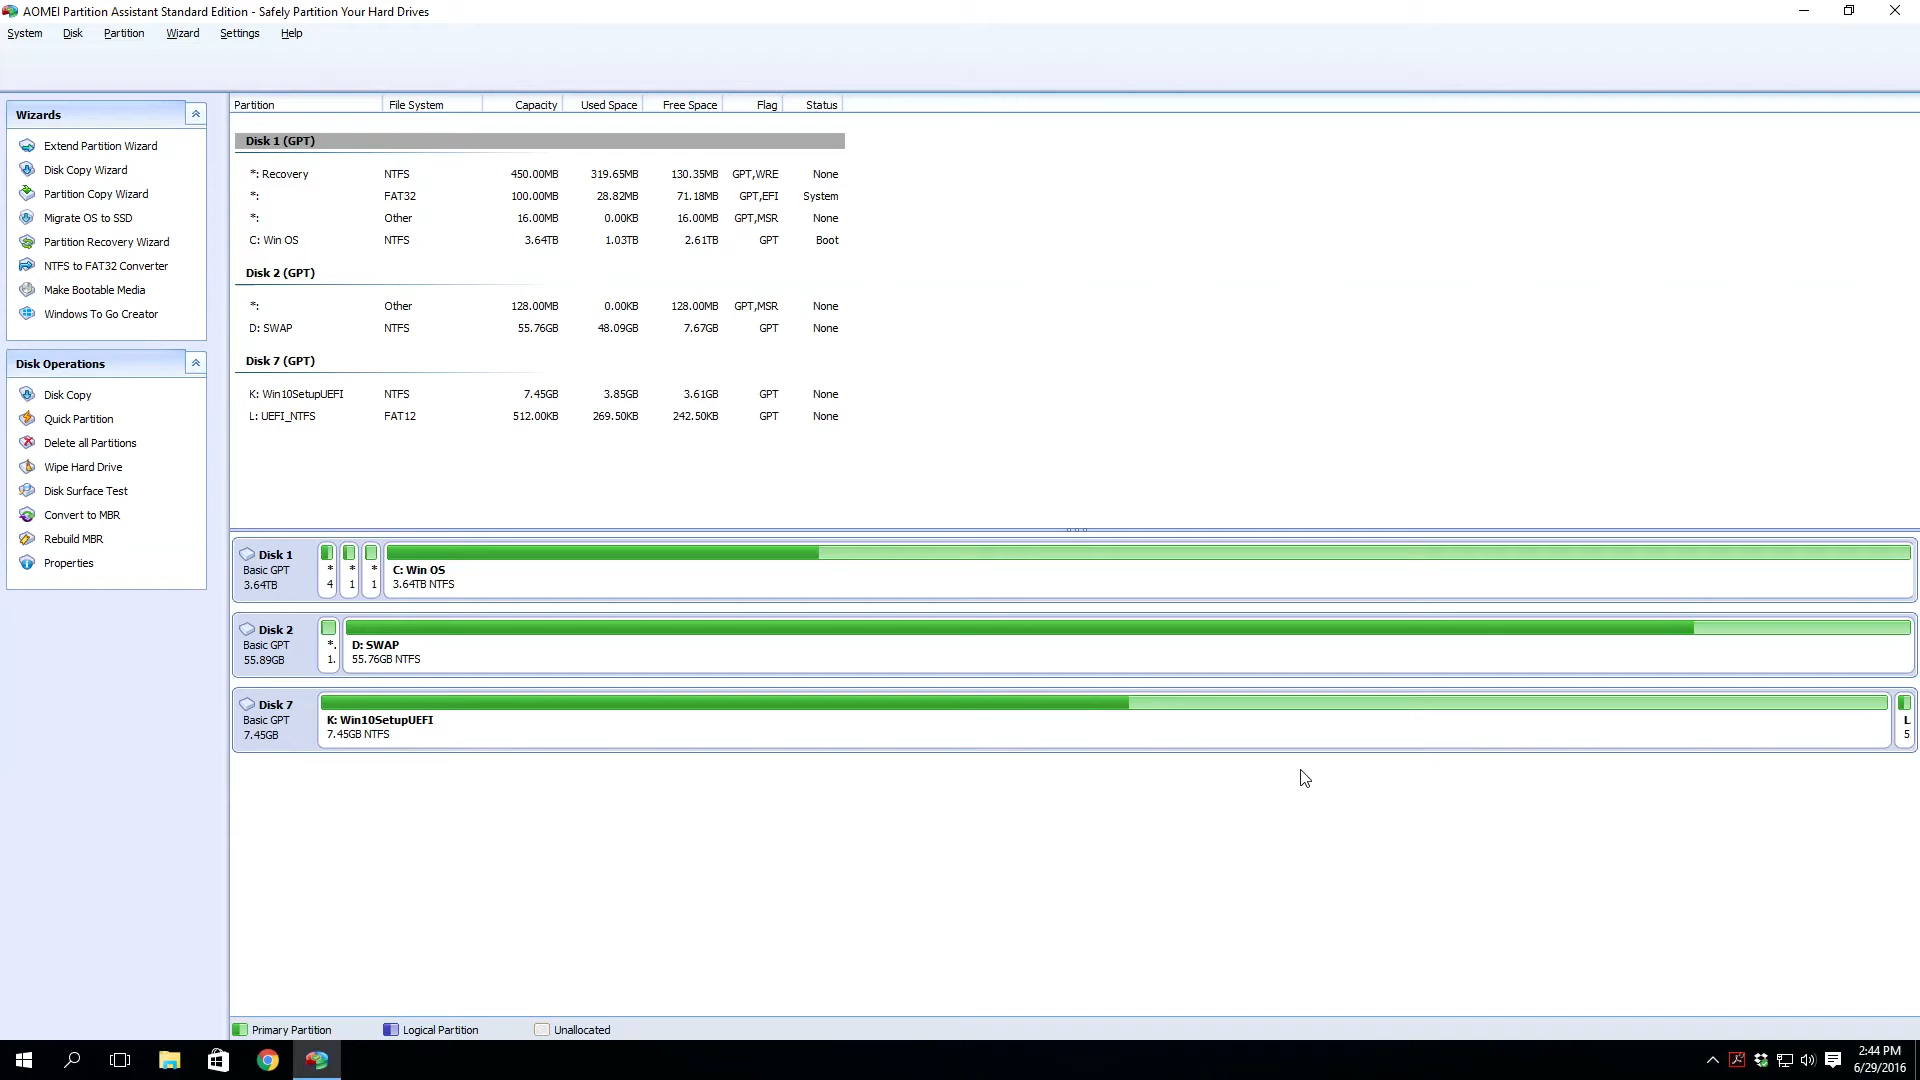 AOMEI Partition Assistant Standard Edition - Safely Partition Your Hard Drives
System Disk Partition Wizard Settings Help
Wizards
Extend Partition Wizard
Disk Copy Wizard
Partition Copy Wizard
Migrate OS to SSD
Partition Recovery Wizard
NTFS to FAT32 Converter
Make Bootable Media
Windows To Go Creator
Disk Operations
Disk Copy
Quick Partition
Delete all Partitions
Wipe Hard Drive
Disk Surface Test
Convert to MBR
Rebuild MBR
Properties
Partition File System Capacity Used Space Free Space Flag Status
Disk 1 (GPT)
*: Recovery NTFS 450.00MB 319.65MB 130.35MB GPT,WRE None
*: FAT32 100.00MB 28.82MB 71.18MB GPT,EFI System
*: Other 16.00MB 0.00KB 16.00MB GPT,MSR None
C: Win OS NTFS 3.64TB 1.03TB 2.61TB GPT Boot
Disk 2 (GPT)
*: Other 128.00MB 0.00KB 128.00MB GPT,MSR None
D: SWAP NTFS 55.76GB 48.09GB 7.67GB GPT None
Disk 7 (GPT)
K: Win10SetupUEFI NTFS 7.45GB 3.85GB 3.61GB GPT None
L: UEFI_NTFS FAT12 512.00KB 269.50KB 242.50KB GPT None
Disk 1
Basic GPT
3.64TB
* * * C: Win OS
4 1 1 3.64TB NTFS
Disk 2
Basic GPT
55.89GB
*. D: SWAP
1. 55.76GB NTFS
Disk 7
Basic GPT
7.45GB
K: Win10SetupUEFI L
7.45GB NTFS 5
Primary Partition Logical Partition Unallocated
2:44 PM
6/29/2016